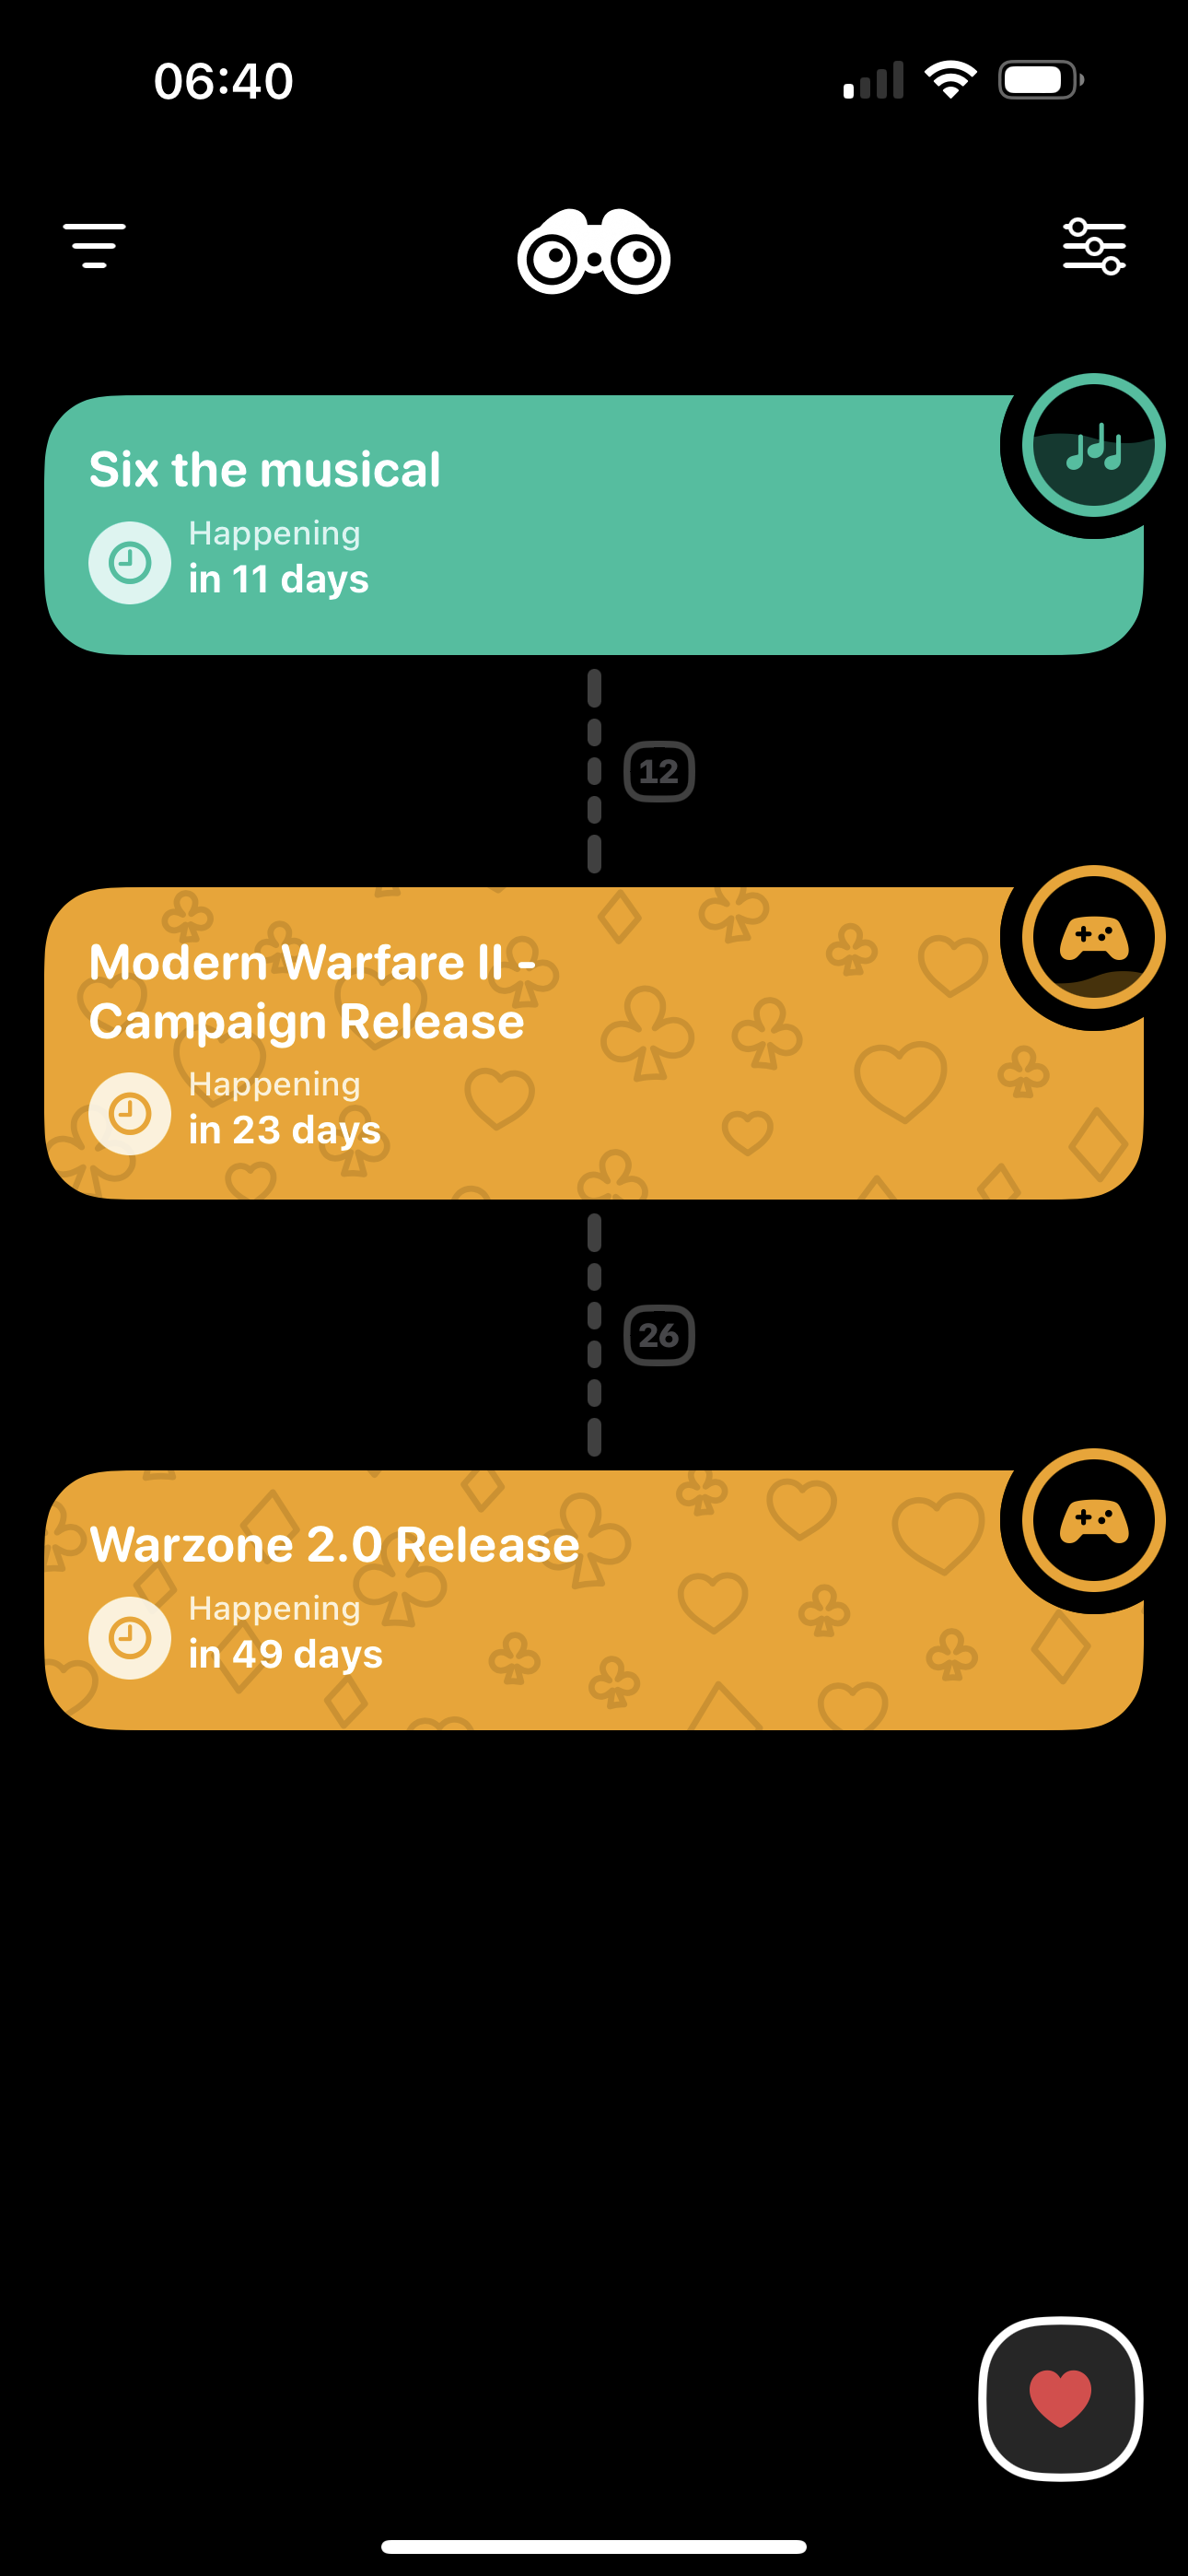 06:40
Six the musical
Happening
in 11 days
12
Modern Warfare II -
Campaign Release
Happening
in 23 days
26
Warzone 2.0 Release
Happening
in 49 days